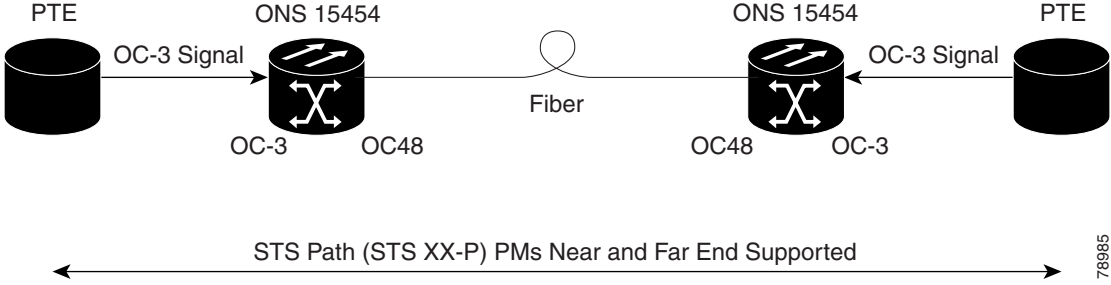 PTE
ONS 15454
ONS 15454
PTE
OC-3 Signal
OC-3 Signal
Fiber
OC-3
OC48
OC48
OC-3
STS Path (STS XX-P) PMs Near and Far End Supported
78985